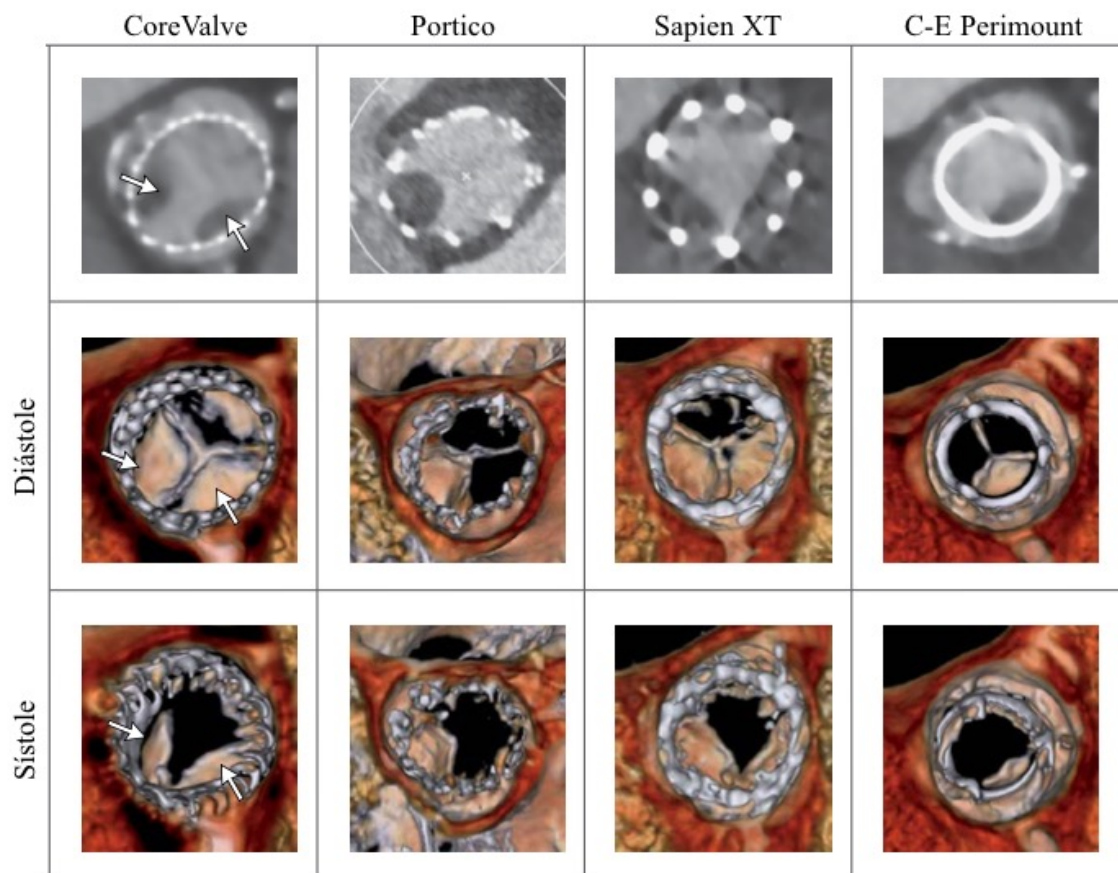 CoreValve
Portico
Sapien XT
C-E Perimount
Diástole
Sístole